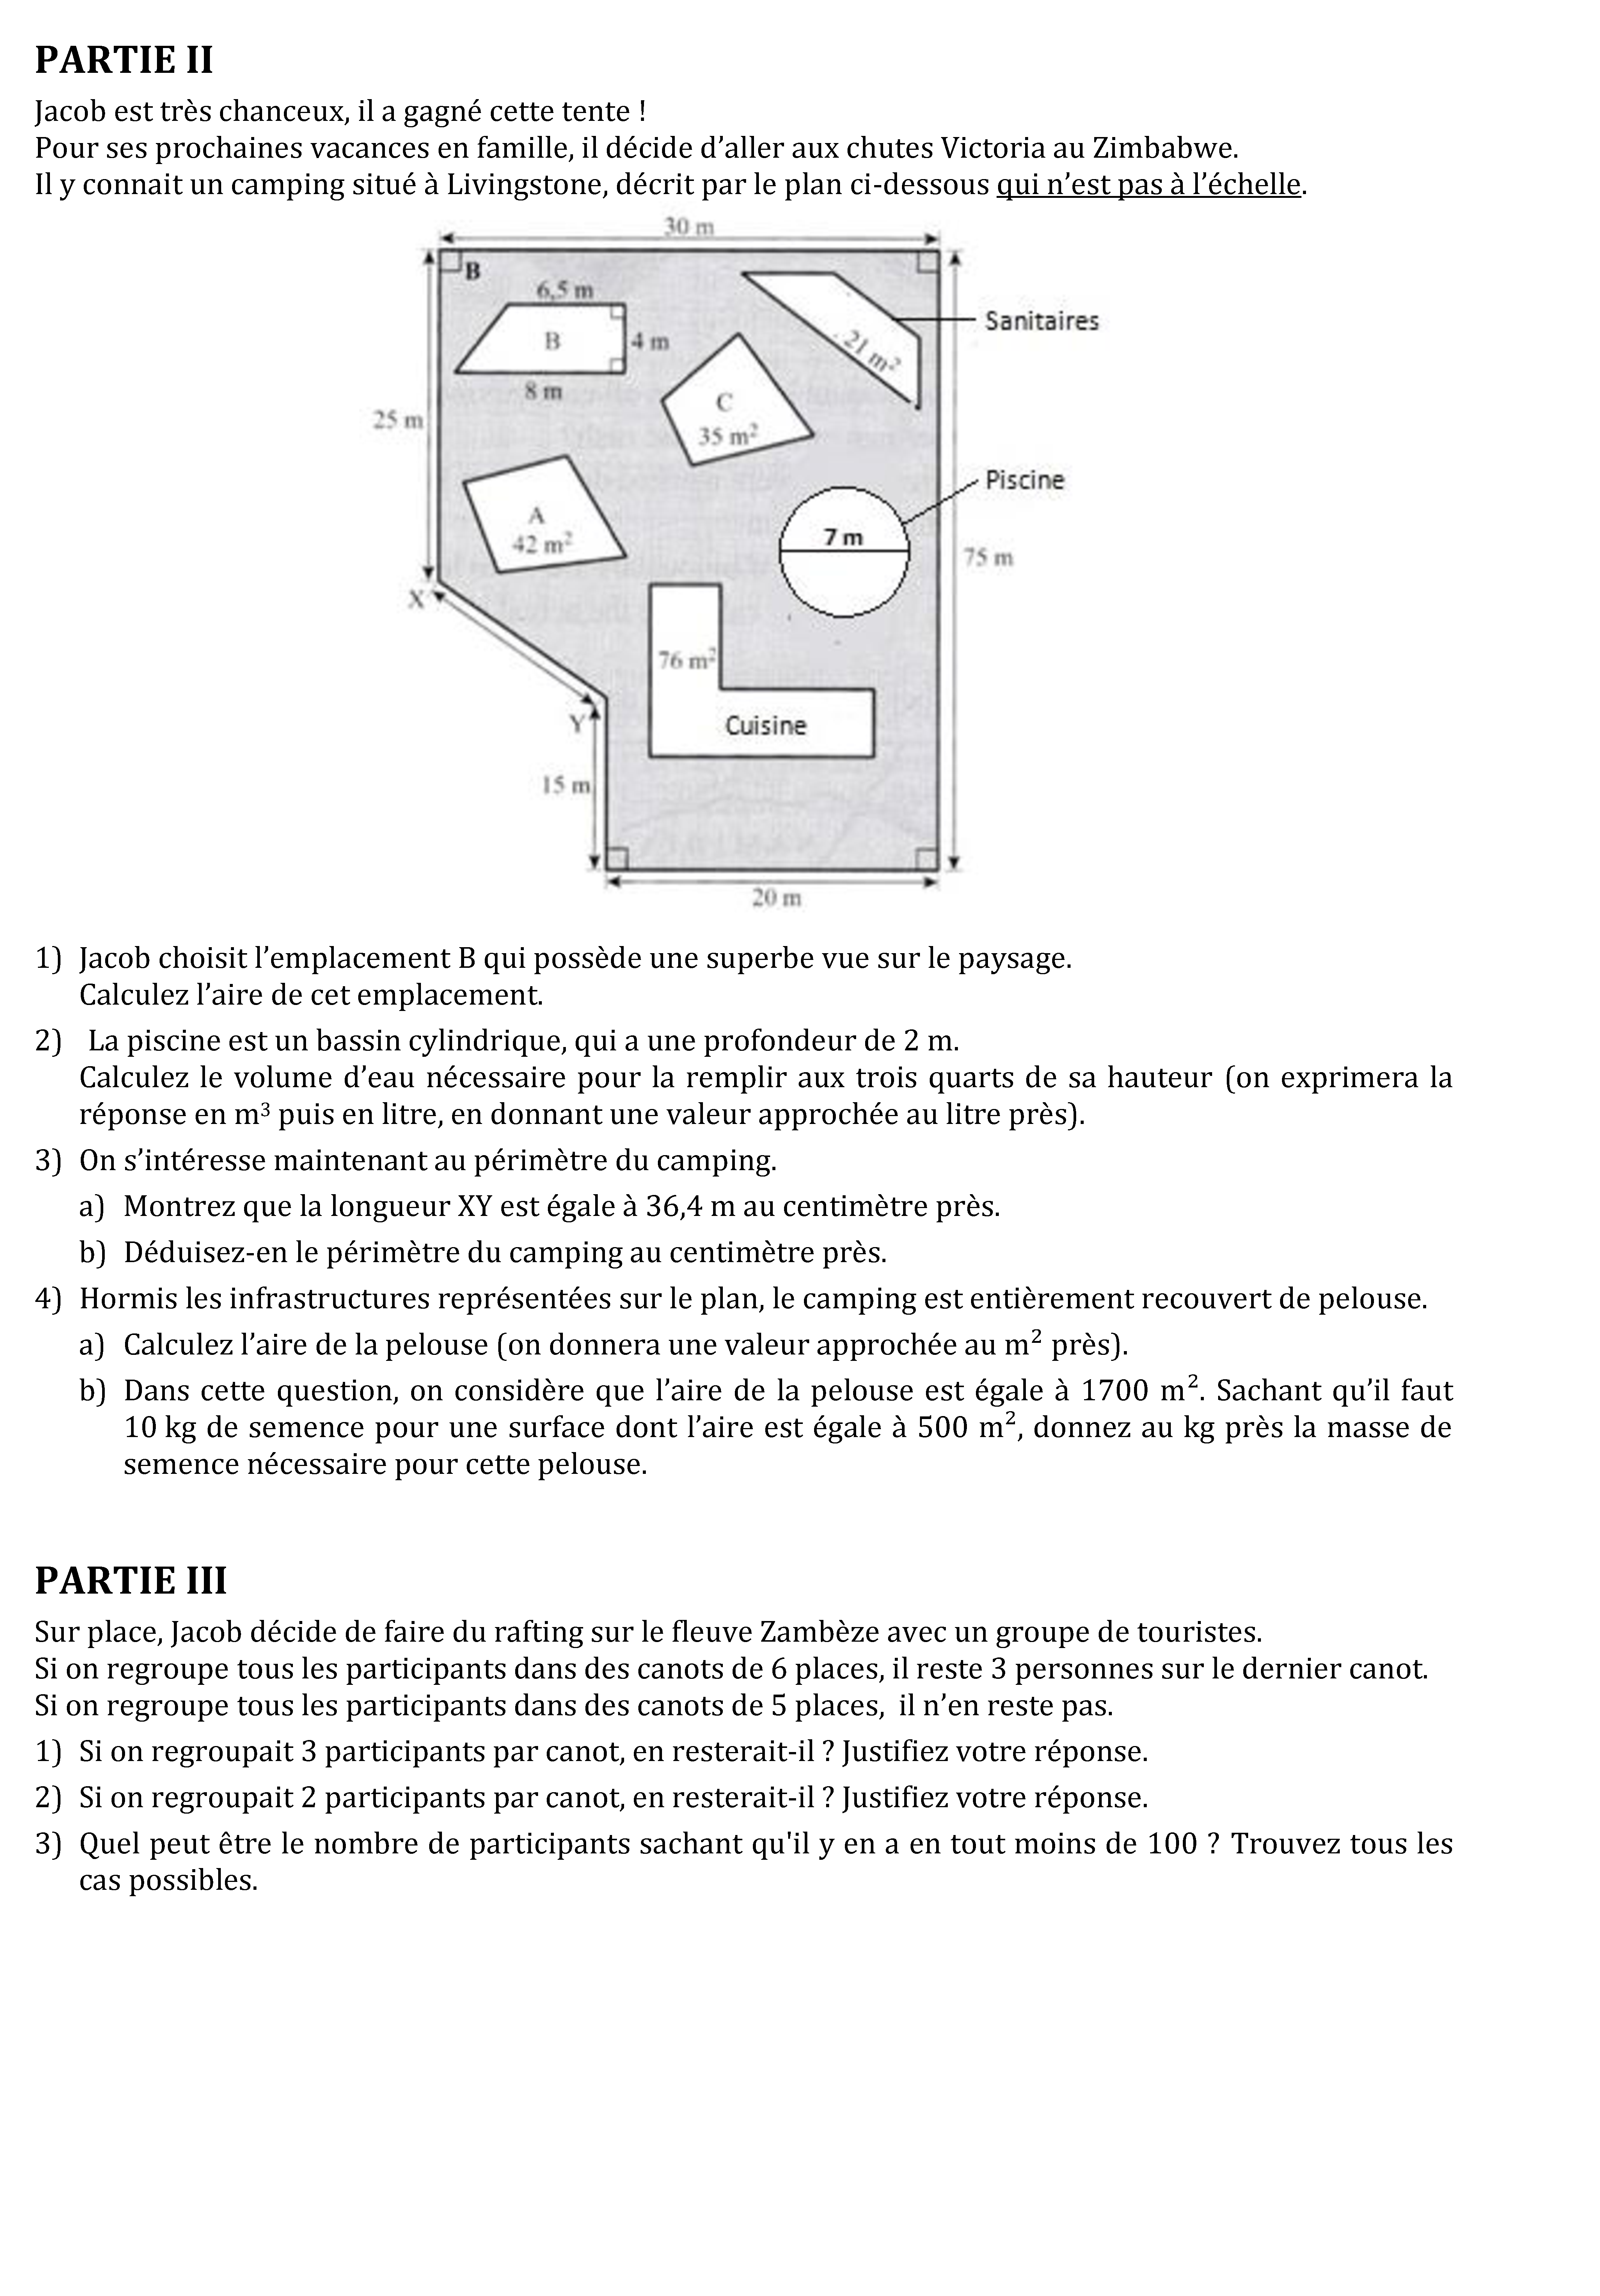 PARTIE II
Jacob est très chanceux, il a gagné cette tente !
Pour ses prochaines vacances en famille, il décide d’aller aux chutes Victoria au Zimbabwe.
Il y connait un camping situé à Livingstone, décrit par le plan ci-dessous qui n’est pas à l’échelle.
30 m
B
6,5 m
B
4 m
8 m
Sanitaires
21 m²
C
35 m²
25 m
Piscine
7 m
A
42 m²
75 m
X
76 m²
Y
Cuisine
15 m
20 m
1) Jacob choisit l’emplacement B qui possède une superbe vue sur le paysage.
Calculez l’aire de cet emplacement.
2) La piscine est un bassin cylindrique, qui a une profondeur de 2 m.
Calculez le volume d’eau nécessaire pour la remplir aux trois quarts de sa hauteur (on exprimera la
réponse en m³ puis en litre, en donnant une valeur approchée au litre près).
3) On s’intéresse maintenant au périmètre du camping.
a) Montrez que la longueur XY est égale à 36,4 m au centimètre près.
b) Déduisez-en le périmètre du camping au centimètre près.
4) Hormis les infrastructures représentées sur le plan, le camping est entièrement recouvert de pelouse.
a) Calculez l’aire de la pelouse (on donnera une valeur approchée au m² près).
b) Dans cette question, on considère que l’aire de la pelouse est égale à 1700 m². Sachant qu’il faut
10 kg de semence pour une surface dont l’aire est égale à 500 m², donnez au kg près la masse de
semence nécessaire pour cette pelouse.
PARTIE III
Sur place, Jacob décide de faire du rafting sur le fleuve Zambèze avec un groupe de touristes.
Si on regroupe tous les participants dans des canots de 6 places, il reste 3 personnes sur le dernier canot.
Si on regroupe tous les participants dans des canots de 5 places, il n’en reste pas.
1) Si on regroupait 3 participants par canot, en resterait-il ? Justifiez votre réponse.
2) Si on regroupait 2 participants par canot, en resterait-il ? Justifiez votre réponse.
3) Quel peut être le nombre de participants sachant qu'il y en a en tout moins de 100 ? Trouvez tous les
cas possibles.